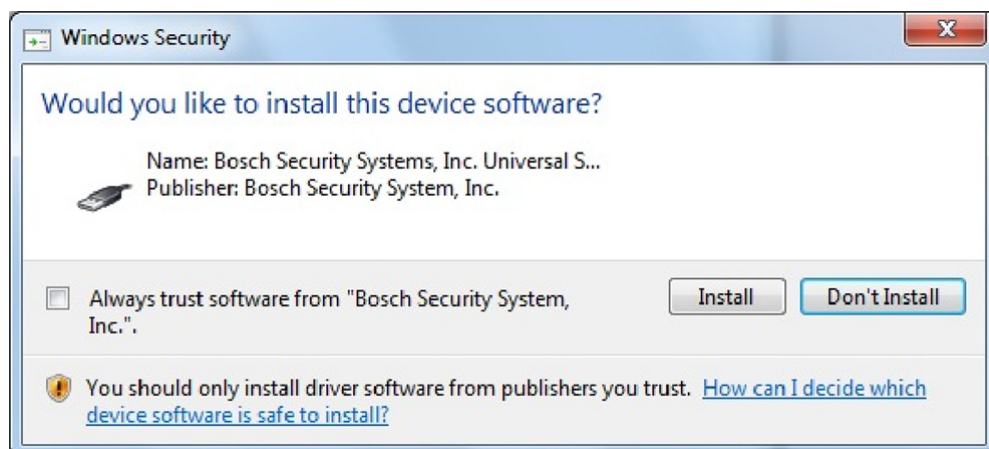 Windows Security
Would you like to install this device software?
Name: Bosch Security Systems, Inc. Universal S...
Publisher: Bosch Security System, Inc.
Always trust software from "Bosch Security System,
Inc.".
Install
Don't Install
You should only install driver software from publishers you trust. How can I decide which
device software is safe to install?